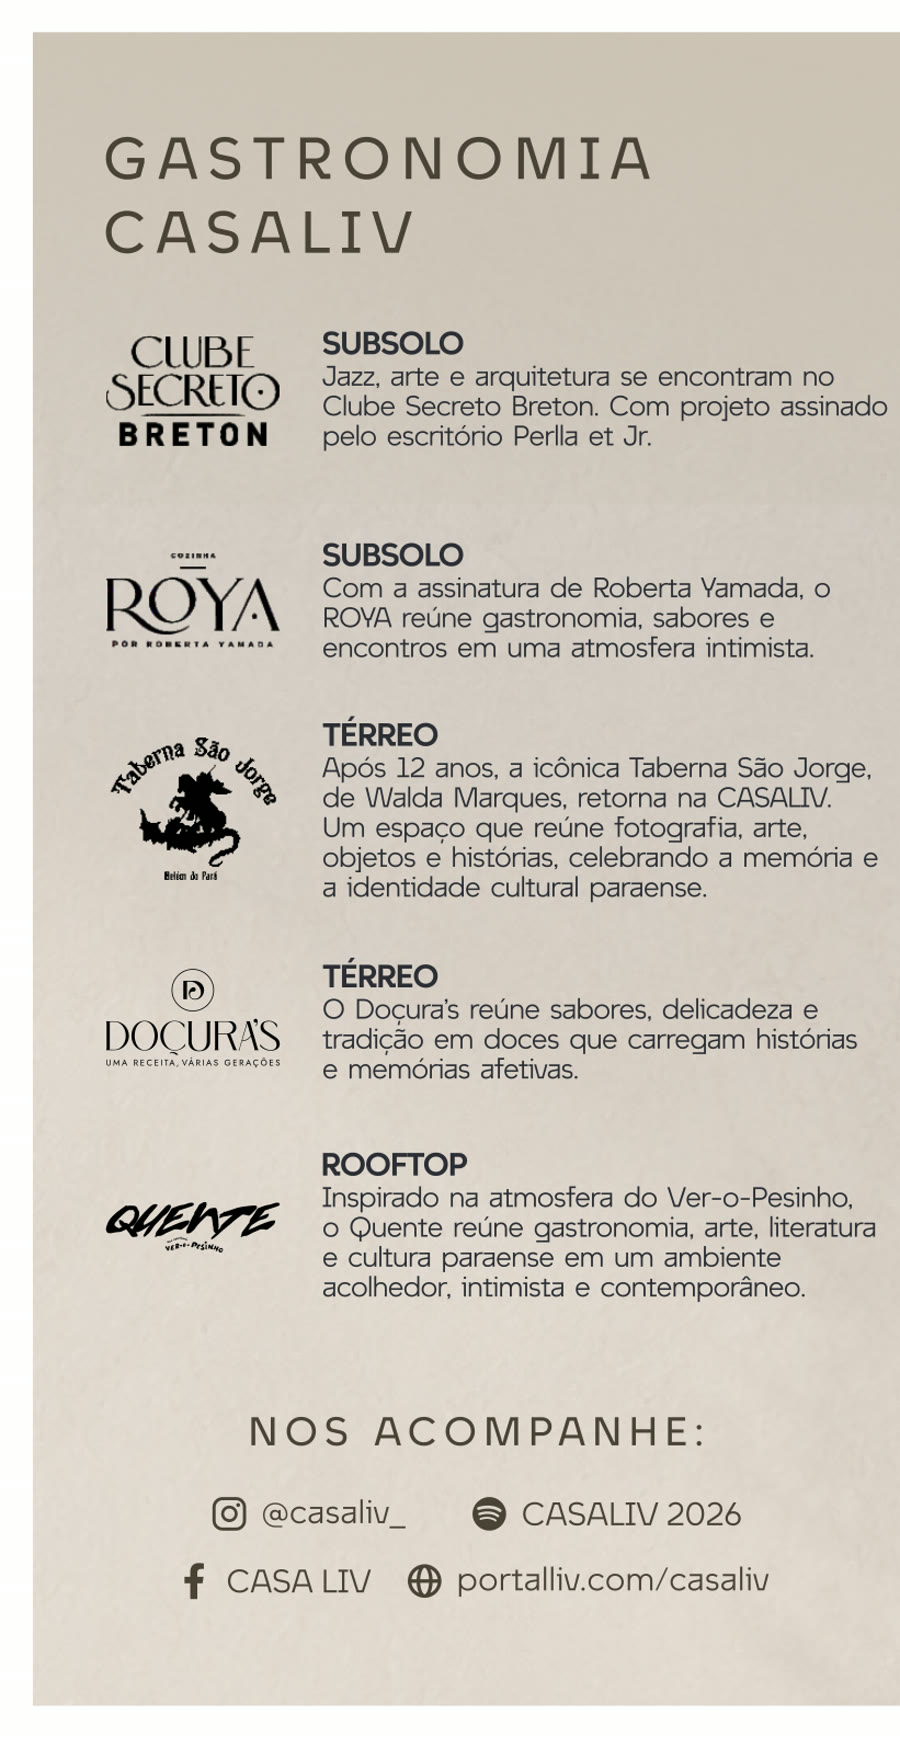 GASTRONOMIA
CASALIV
CLUBE
SECRETO
BRETON
SUBSOLO
Jazz, arte e arquitetura se encontram no
Clube Secreto Breton. Com projeto assinado
pelo escritório Perlla et Jr.
COZINHA
ROYA
POR ROBERTA YAMADA
SUBSOLO
Com a assinatura de Roberta Yamada, o
ROYA reúne gastronomia, sabores e
encontros em uma atmosfera intimista.
Taberna São Jorge
Belém do Pará
TÉRREO
Após 12 anos, a icônica Taberna São Jorge,
de Walda Marques, retorna na CASALIV.
Um espaço que reúne fotografia, arte,
objetos e histórias, celebrando a memória e
a identidade cultural paraense.
D
DOÇURA'S
UMA RECEITA, VÁRIAS GERAÇÕES
TÉRREO
O Doçura's reúne sabores, delicadeza e
tradição em doces que carregam histórias
e memórias afetivas.
QUENTE
VER-o-PESINHO
ROOFTOP
Inspirado na atmosfera do Ver-o-Pesinho,
o Quente reúne gastronomia, arte, literatura
e cultura paraense em um ambiente
acolhedor, intimista e contemporâneo.
NOS ACOMPANHE:
@casaliv_ CASALIV 2026
CASA LIV portalliv.com/casaliv